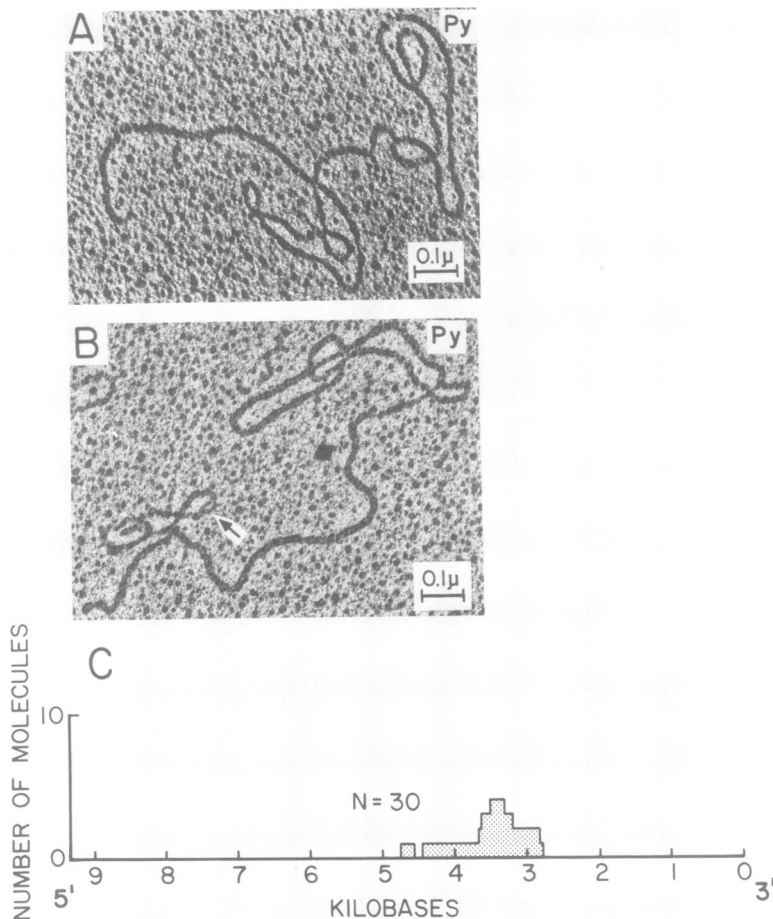 A
Py
0.1μ
B
Py
0.1μ
C
NUMBER OF MOLECULES
10
0
N = 30
9 8 7 6 5 4 3 2 1 0
5' 3'
KILOBASES